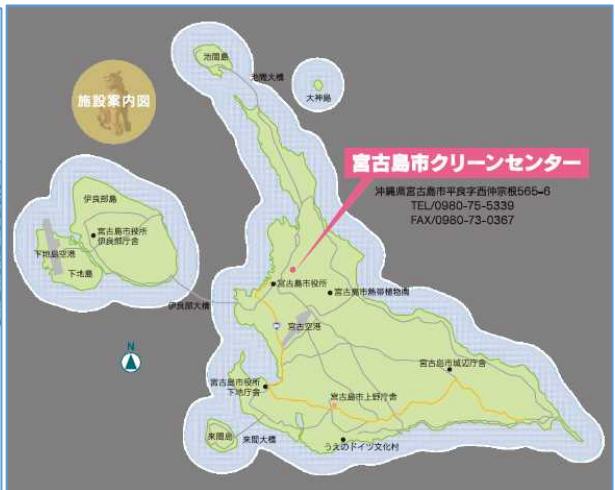 池間島
池間大橋
大神島
施設案内図
宮古島市クリーンセンター
沖縄県宮古島市平良字西仲宗根565-6
TEL/0980-75-5339
FAX/0980-73-0367
伊良部島
宮古島市役所
伊良部庁舎
下地島空港
下地島
宮古島市役所
宮古島市熱帯植物園
伊良部大橋
宮古空港
N
宮古島市城辺庁舎
宮古島市役所
下地庁舎
宮古島市上野庁舎
来間島
来間大橋
うえのドイツ文化村